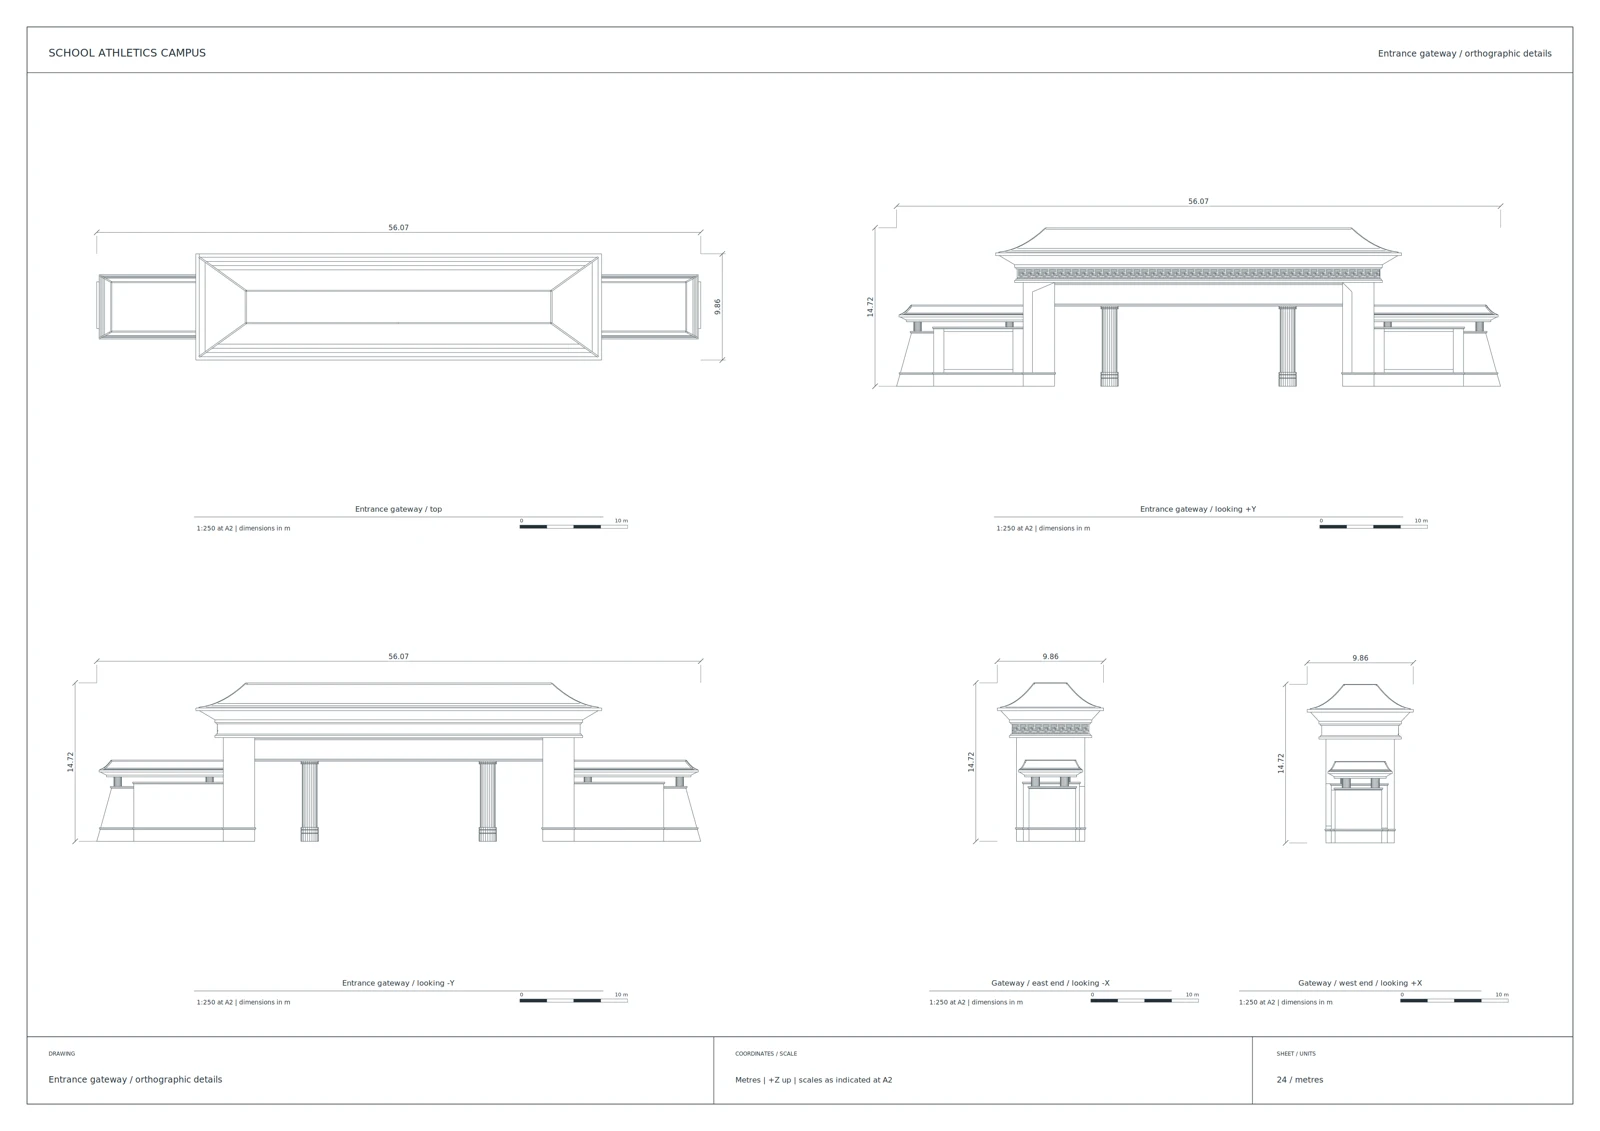 SCHOOL ATHLETICS CAMPUS
Entrance gateway / orthographic details
56.07
9.86
Entrance gateway / top
1:250 at A2 | dimensions in m
0 10 m
56.07
14.72
Entrance gateway / looking +Y
1:250 at A2 | dimensions in m
0 10 m
56.07
14.72
Entrance gateway / looking -Y
1:250 at A2 | dimensions in m
0 10 m
9.86
14.72
Gateway / east end / looking -X
1:250 at A2 | dimensions in m
0 10 m
9.86
14.72
Gateway / west end / looking +X
1:250 at A2 | dimensions in m
0 10 m
DRAWING
Entrance gateway / orthographic details
COORDINATES / SCALE
Metres | +Z up | scales as indicated at A2
SHEET / UNITS
24 / metres